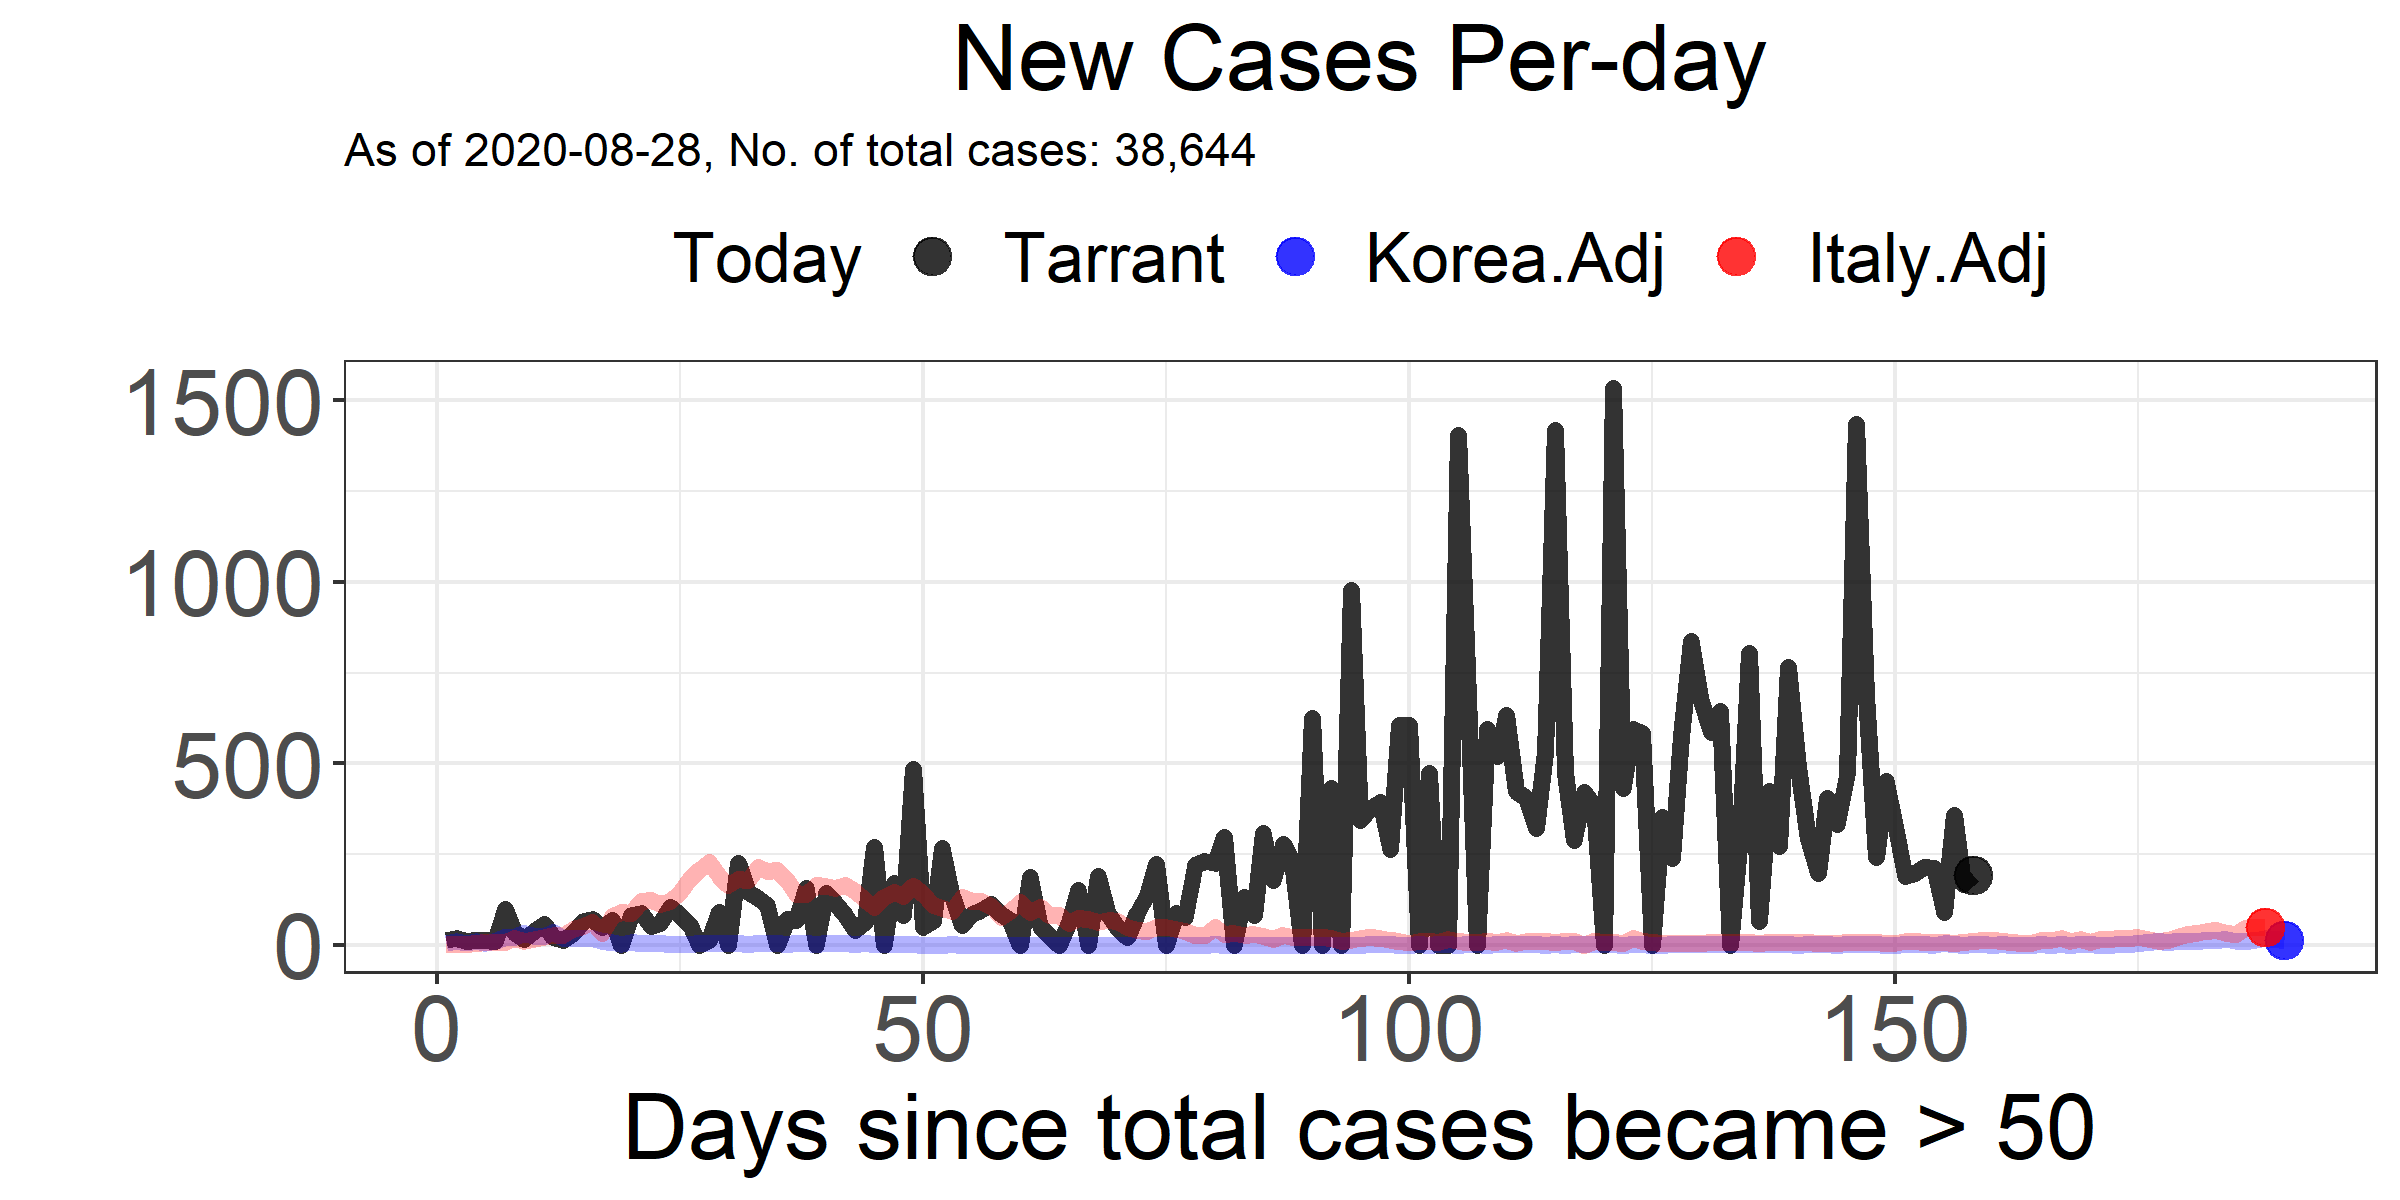 New Cases Per-day
As of 2020-08-28, No. of total cases: 38,644
Today Tarrant Korea.Adj Italy.Adj
1500
1000
500
0
0 50 100 150
Days since total cases became > 50